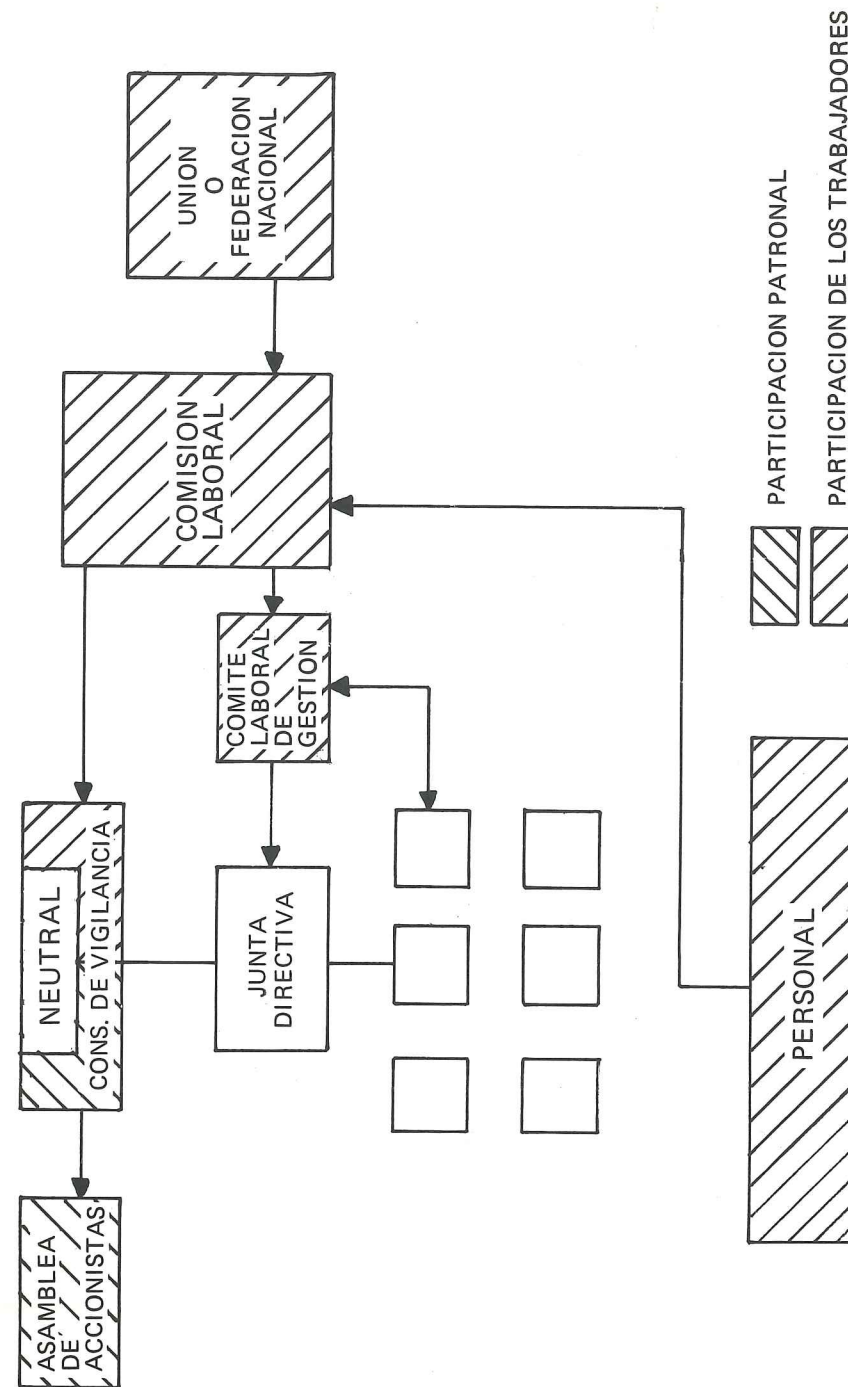 ASAMBLEA
DE
ACCIONISTAS
NEUTRAL
CONS. DE VIGILANCIA
JUNTA
DIRECTIVA
COMITE
LABORAL
DE
GESTION
COMISION
LABORAL
UNION
O
FEDERACION
NACIONAL
PERSONAL
PARTICIPACION PATRONAL
PARTICIPACION DE LOS TRABAJADORES